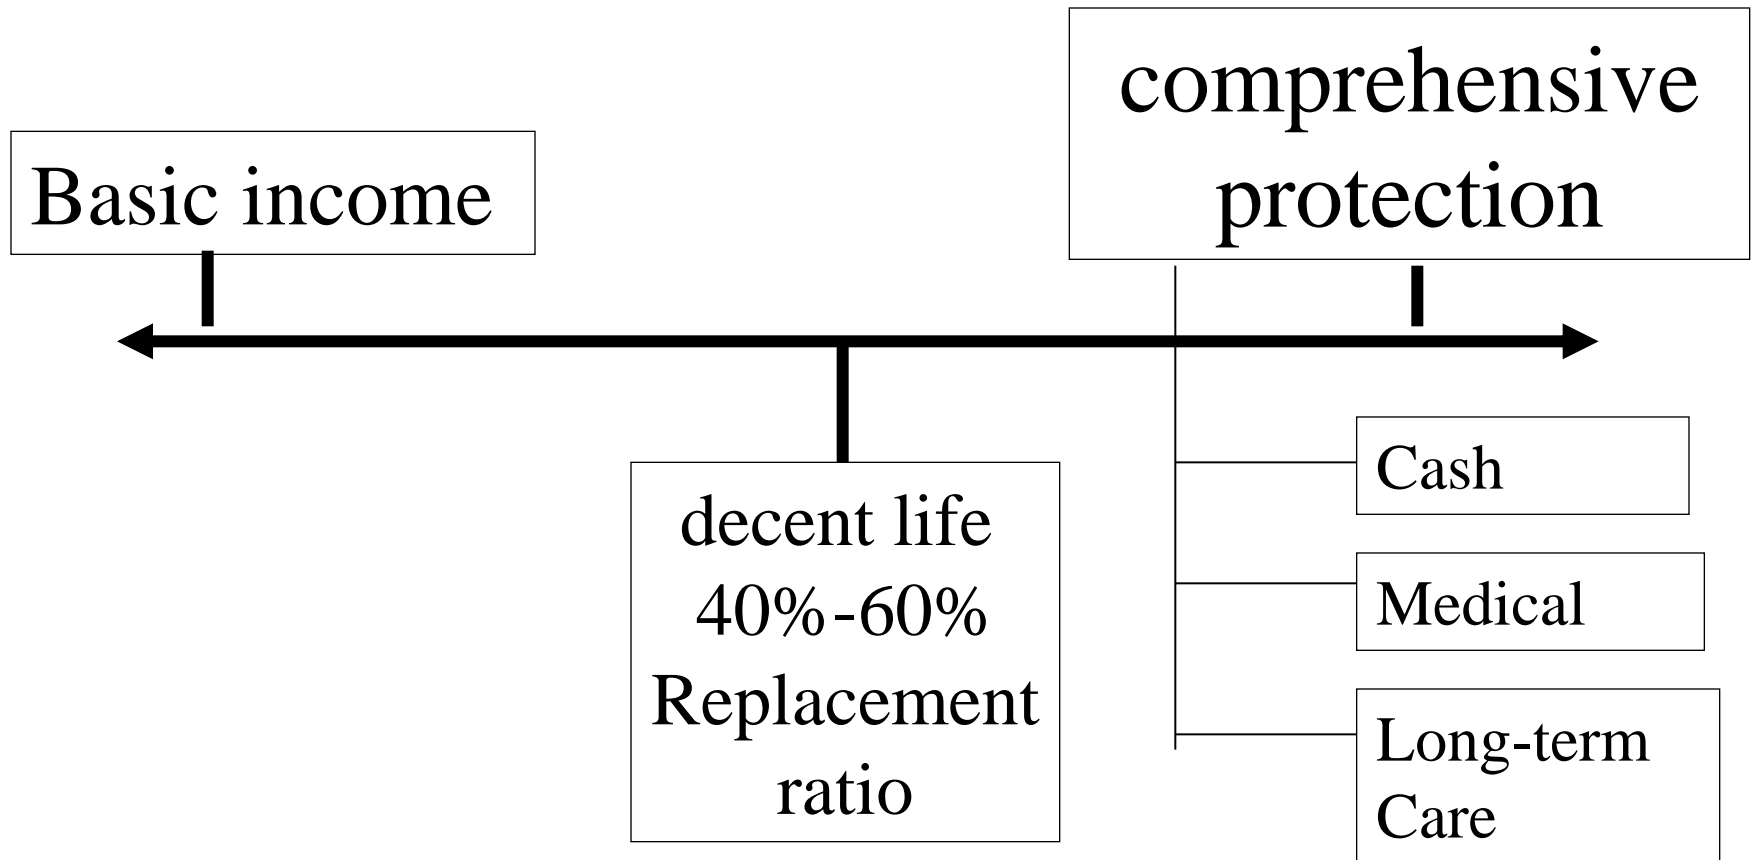 Basic income
comprehensive
protection
decent life
40%-60%
Replacement
ratio
Cash
Medical
Long-term
Care